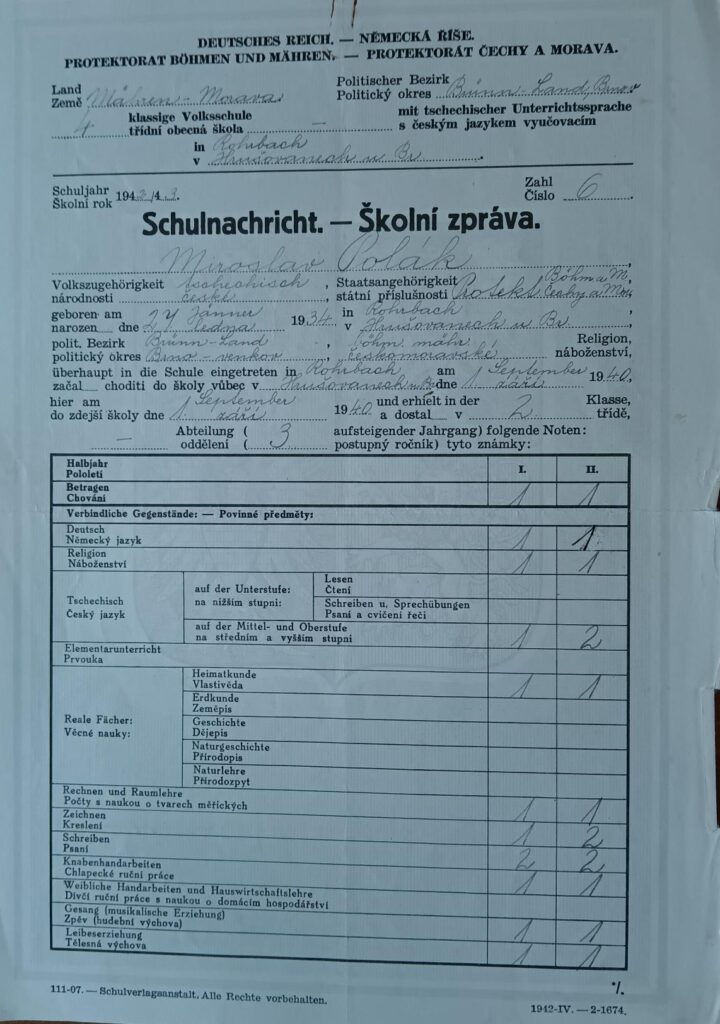 DEUTSCHES REICH. — NĚMECKÁ ŘÍŠE.
PROTEKTORAT BÖHMEN UND MÄHREN. — PROTEKTORÁT ČECHY A MORAVA.
Land Politischer Bezirk
Země Mähren - Morava Politický okres Brünn-Land, Brno
4 klassige Volksschule — mit tschechischer Unterrichtssprache
třídní obecná škola s českým jazykem vyučovacím
in Rohrbach
v Hrušovanech u Br.
Schuljahr Zahl
Školní rok 1942/43. Číslo 6
Schulnachricht. — Školní zpráva.
Miroslav Polák,
Volkszugehörigkeit tschechisch, Staatsangehörigkeit Böhm. u. M.
národnosti české, státní příslušnosti Protekt. Čechy a Mor.
geboren am 27 Jänner 1934 in Rohrbach,
narozen dne ledna v Hrušovanech u Br.,
polit. Bezirk Brünn-Land, böhm. mähr. Religion,
politický okres Brno - venkov českomoravské náboženství,
überhaupt in die Schule eingetreten in Rohrbach am 1 September 1940,
začal choditi do školy vůbec v Hrušovanech u Br. dne září
hier am 1 September 1940 und erhielt in der 2. Klasse,
do zdejší školy dne září a dostal v třídě,
— Abteilung ( 3 aufsteigender Jahrgang) folgende Noten:
oddělení ( postupný ročník) tyto známky:
Halbjahr I. II.
Pololetí
Betragen 1 1
Chování
Verbindliche Gegenstände: — Povinné předměty:
Deutsch 1 1.
Německý jazyk
Religion 1 1
Náboženství
Tschechisch
Český jazyk
auf der Unterstufe:
na nižším stupni:
Lesen
Čtení
Schreiben u. Sprechübungen
Psaní a cvičení řeči
auf der Mittel- und Oberstufe 1 2
na středním a vyšším stupni
Elementarunterricht
Prvouka
Reale Fächer:
Věcné nauky:
Heimatkunde 1 1
Vlastivěda
Erdkunde
Zeměpis
Geschichte
Dějepis
Naturgeschichte
Přírodopis
Naturlehre
Přírodozpyt
Rechnen und Raumlehre 1 1
Počty s naukou o tvarech měřických
Zeichnen 1 2
Kreslení
Schreiben 2 2
Psaní
Knabenhandarbeiten 1 1
Chlapecké ruční práce
Weibliche Handarbeiten und Hauswirtschaftslehre
Dívčí ruční práce s naukou o domácím hospodářství
Gesang (musikalische Erziehung) 1 1
Zpěv (hudební výchova)
Leibeserziehung 1 1
Tělesná výchova
111-07. — Schulverlagsanstalt. Alle Rechte vorbehalten.
·/.
1942-IV. — 2-1674.